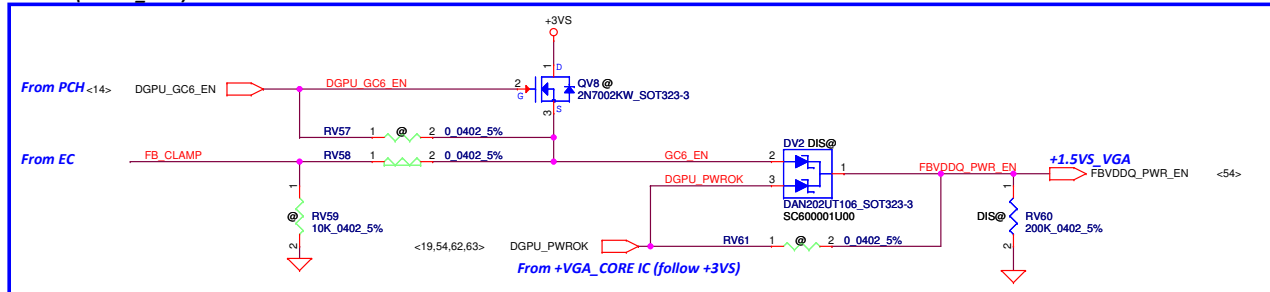 +3VS
1
D
From PCH
<14>
DGPU_GC6_EN
DGPU_GC6_EN
2
G
QV8 @
2N7002KW_SOT323-3
S
3
RV57
1
@
2
0_0402_5%
From EC
FB_CLAMP
RV58
1
2
0_0402_5%
GC6_EN
DV2 DIS@
2
1
DGPU_PWROK
3
FBVDDQ_PWR_EN
+1.5VS_VGA
FBVDDQ_PWR_EN
<54>
DAN202UT106_SOT323-3
SC600001U00
1
@
RV59
10K_0402_5%
2
1
DIS@
RV60
200K_0402_5%
2
<19,54,62,63>
DGPU_PWROK
RV61
1
@
2
0_0402_5%
From +VGA_CORE IC (follow +3VS)